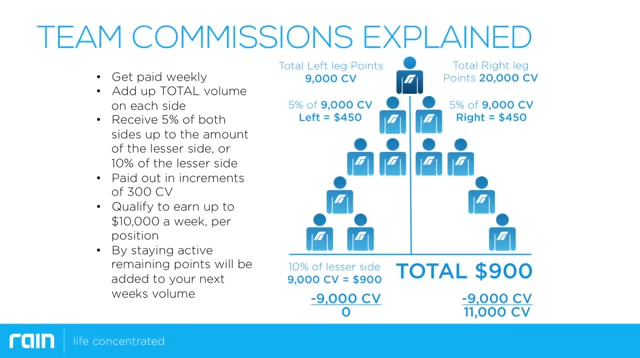 TEAM COMMISSIONS EXPLAINED
• Get paid weekly
• Add up TOTAL volume
on each side
• Receive 5% of both
sides up to the amount
of the lesser side, or
10% of the lesser side
• Paid out in increments
of 300 CV
• Qualify to earn up to
$10,000 a week, per
position
• By staying active
remaining points will be
added to your next
weeks volume
Total Left leg Points
9,000 CV
Total Right leg
Points 20,000 CV
5% of 9,000 CV
Left = $450
5% of 9,000 CV
Right = $450
10% of lesser side
9,000 CV = $900
TOTAL $900
-9,000 CV
0
-9,000 CV
11,000 CV
rain
life concentrated